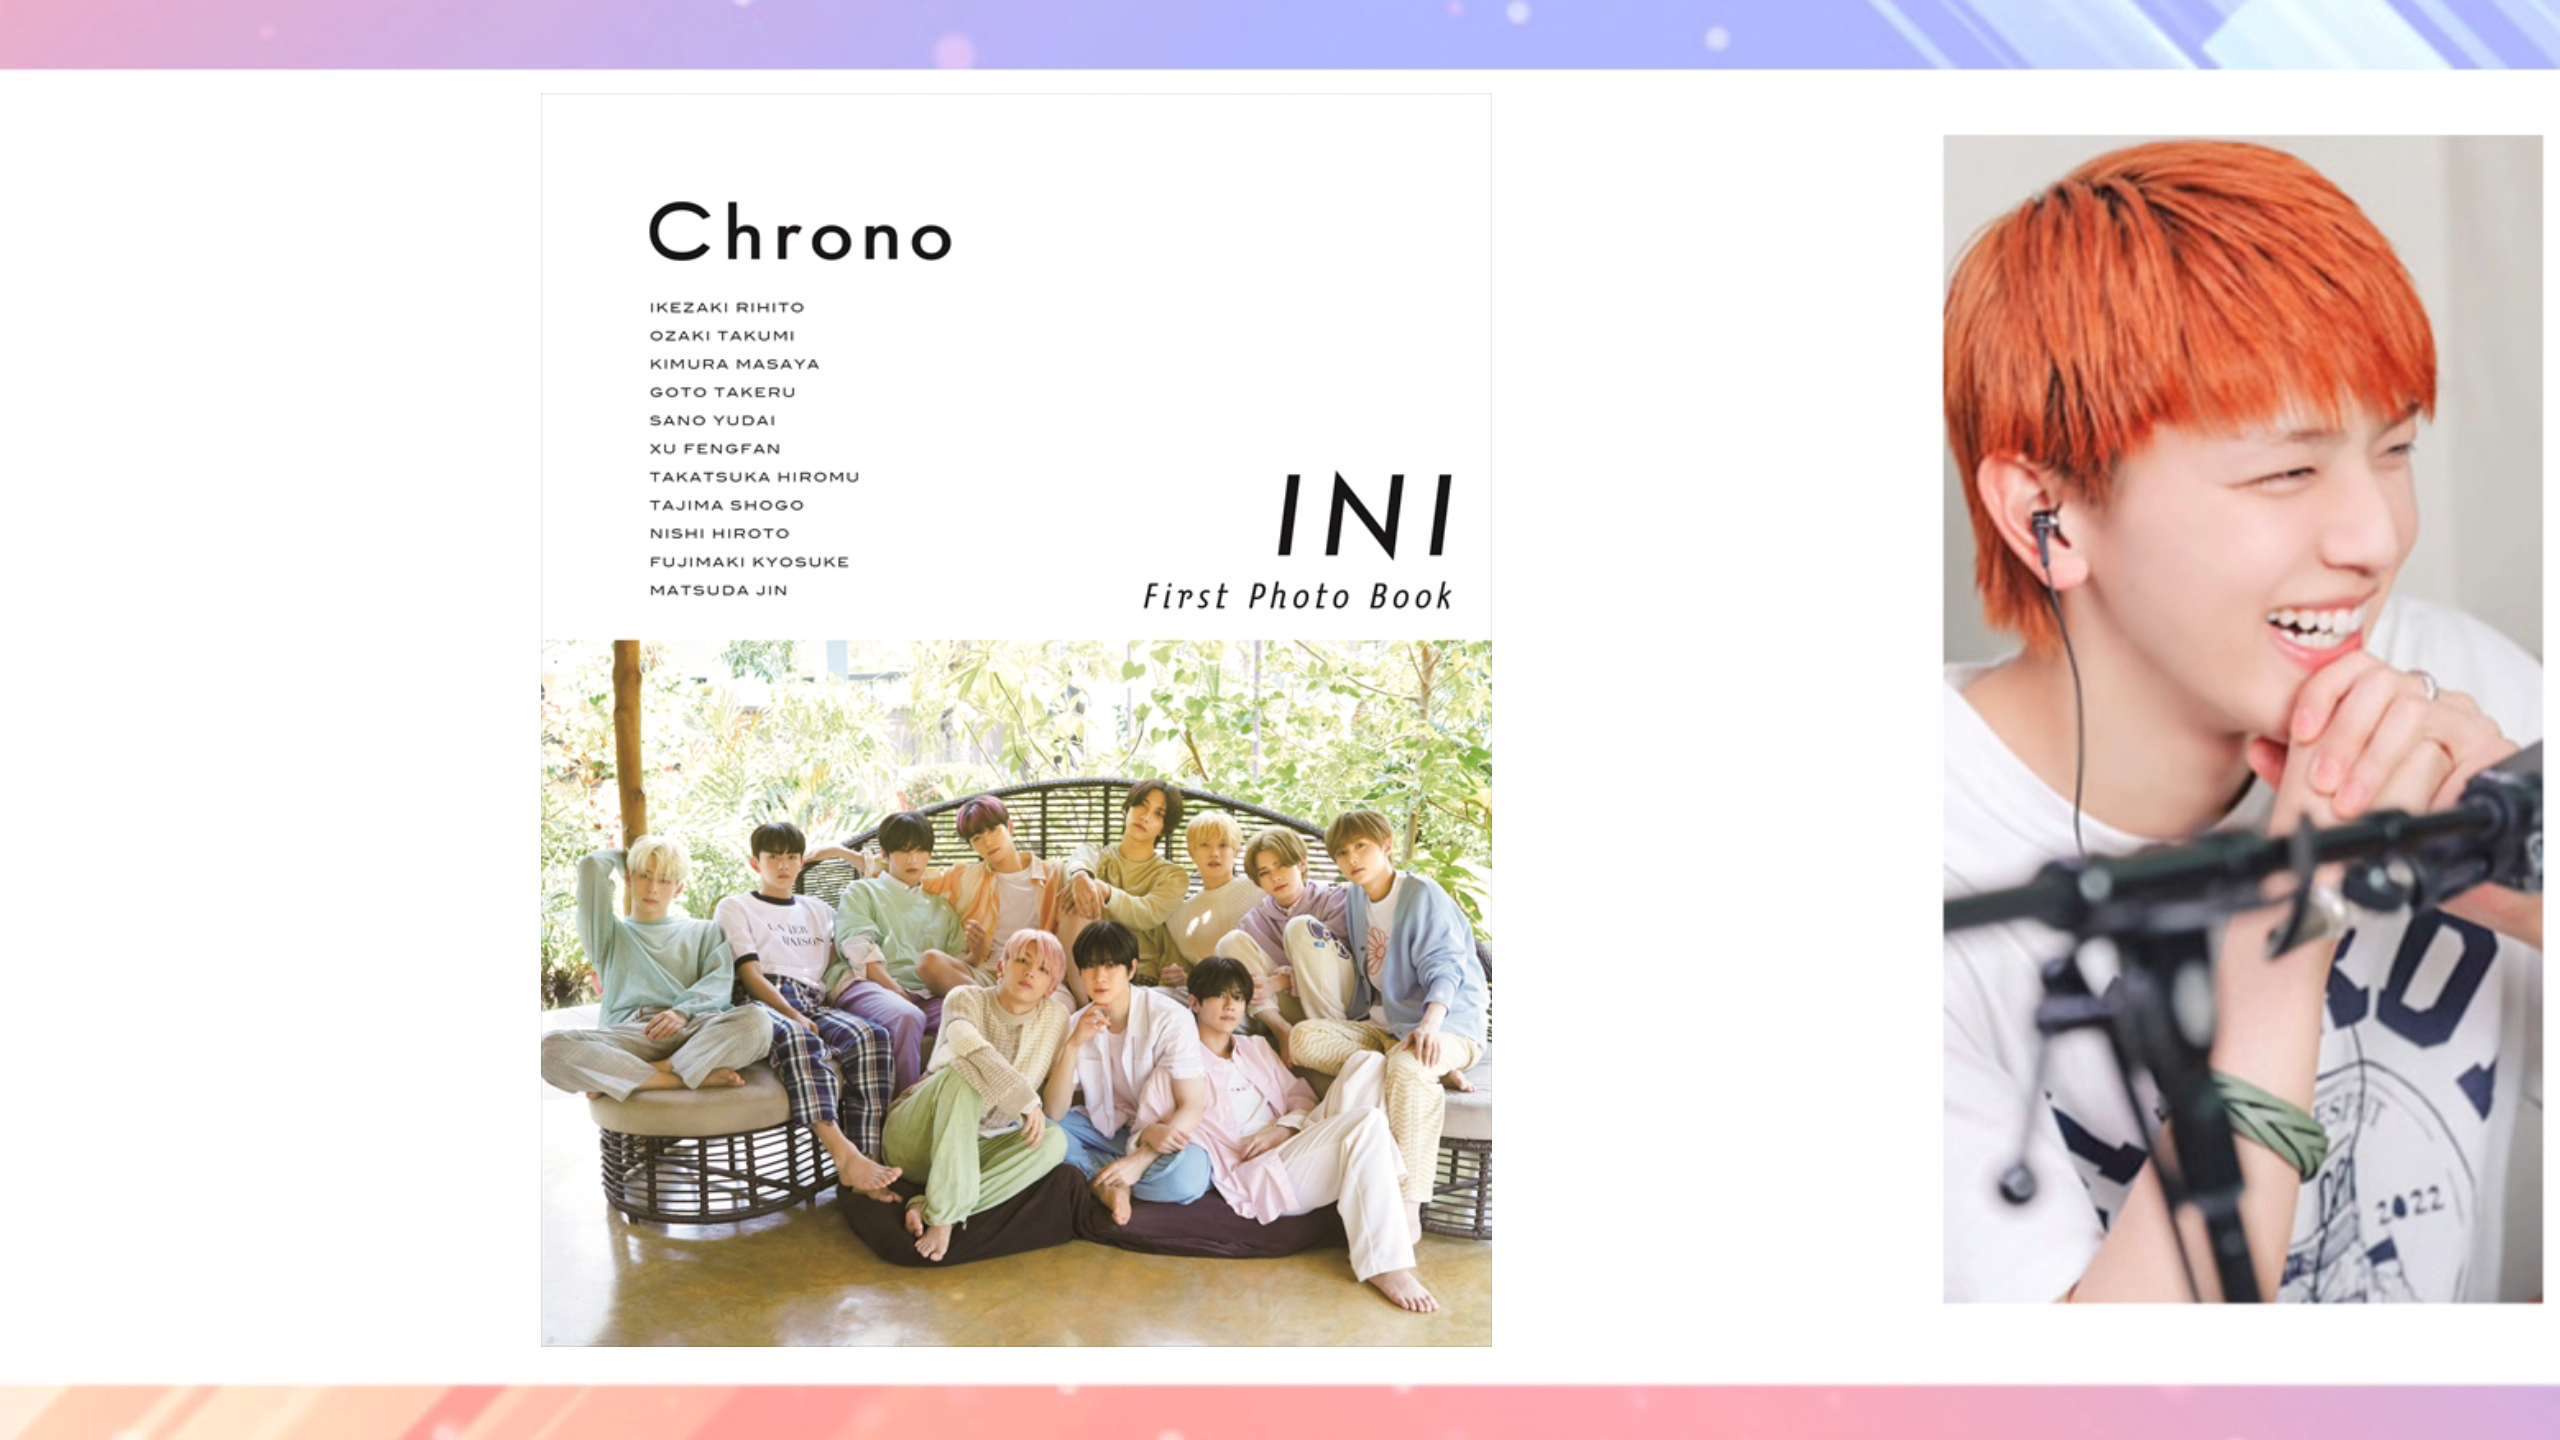 Chrono
IKEZAKI RIHITO
OZAKI TAKUMI
KIMURA MASAYA
GOTO TAKERU
SANO YUDAI
XU FENGFAN
TAKATSUKA HIROMU
TAJIMA SHOGO
NISHI HIROTO
FUJIMAKI KYOSUKE
MATSUDA JIN
INI
First Photo Book
2022